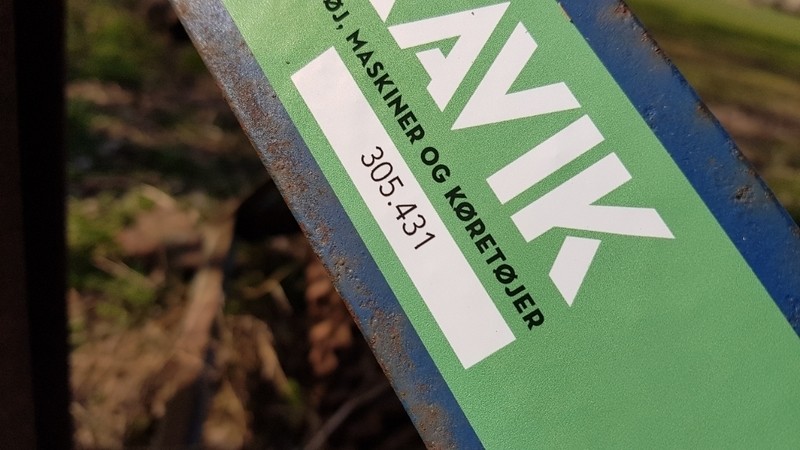 AVIK
ØJ, MASKINER OG KØRETØJER
305.431